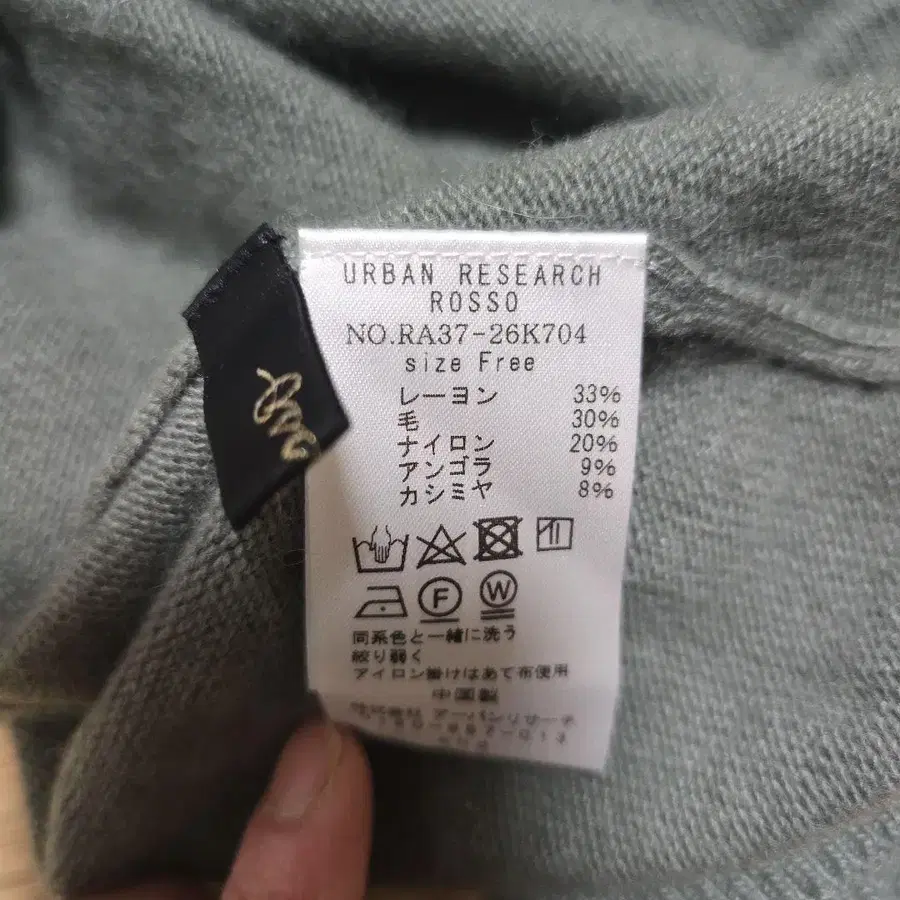 URBAN RESEARCH
ROSSO
NO.RA37-26K704
size Free
レーヨン 33%
毛 30%
ナイロン 20%
アンゴラ 9%
カシミヤ 8%
F W
同系色と一緒に洗う
絞り弱く
アイロン掛けはあて布使用
中国製